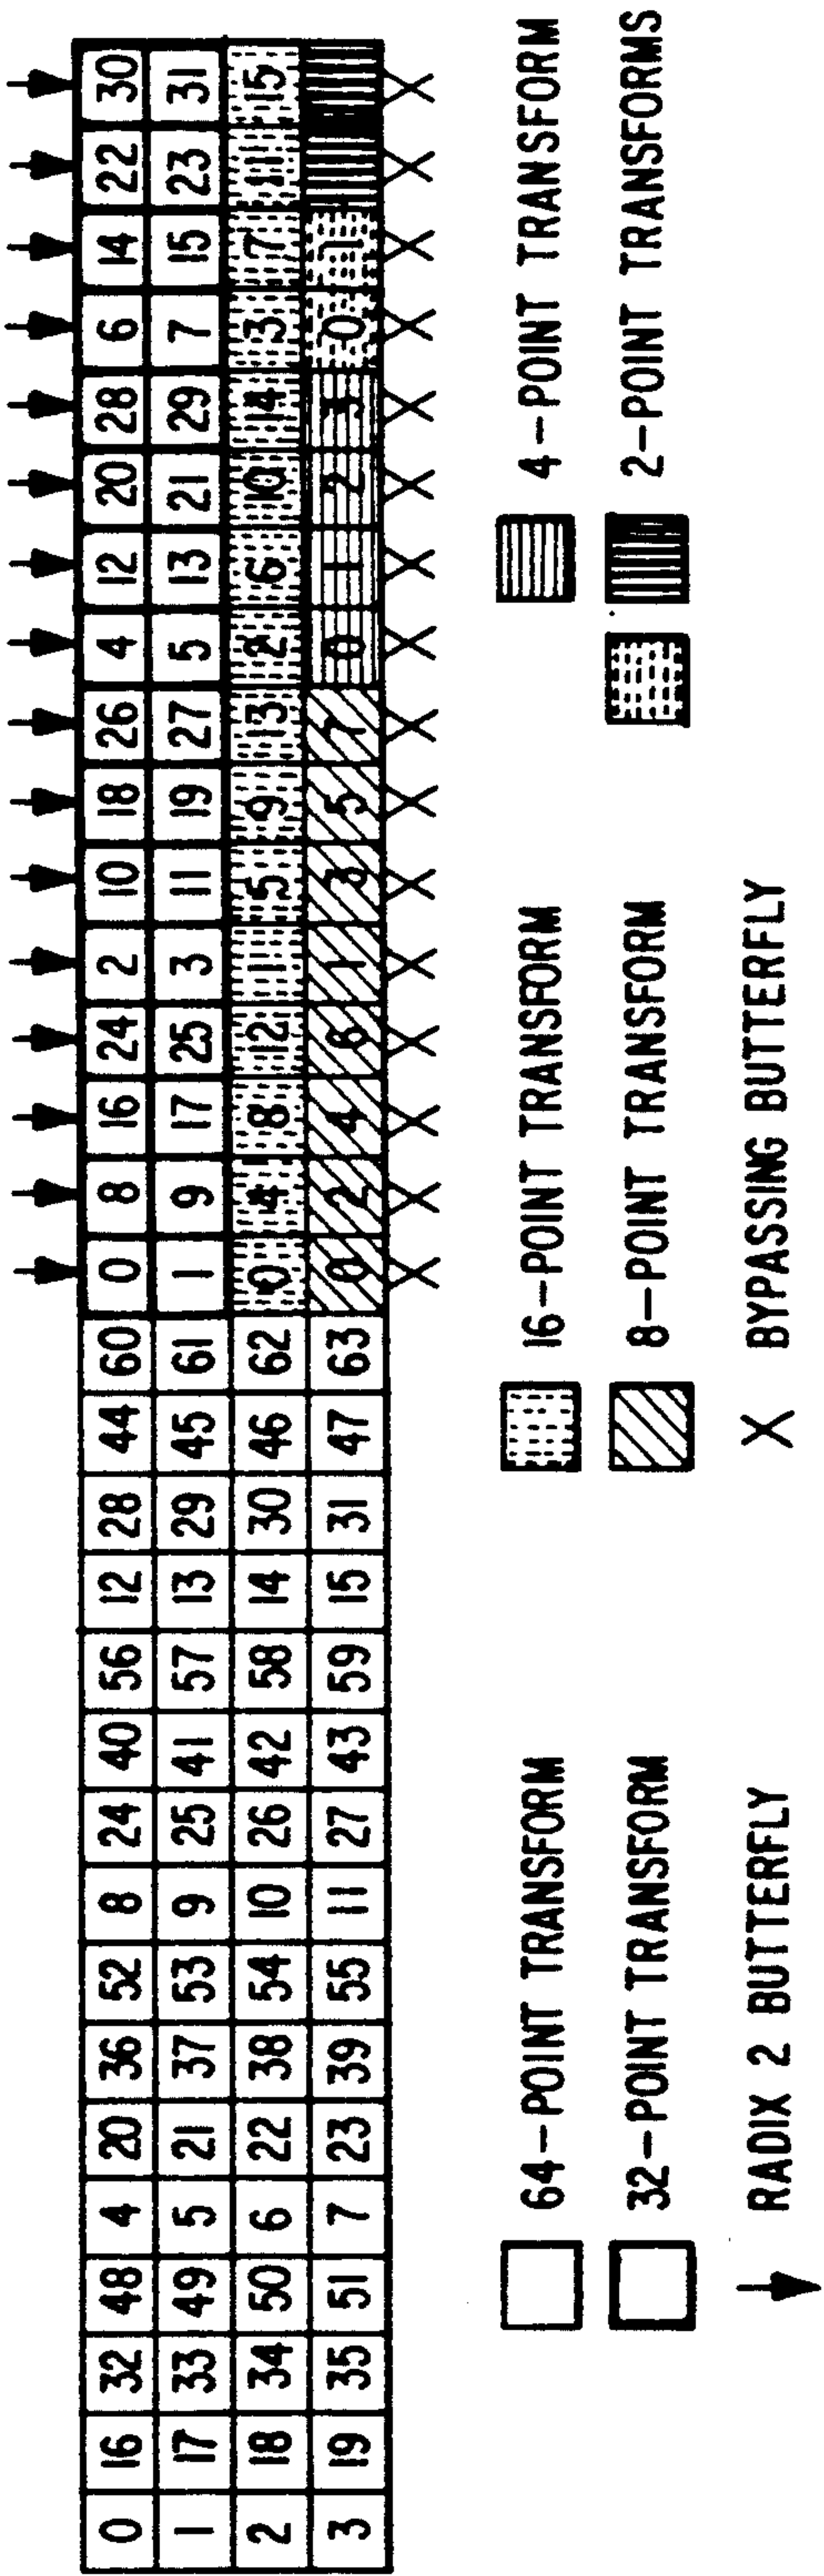 0 16 32 48 4 20 36 52 8 24 40 56 12 28 44 60 0 8 16 24 2 10 18 26 4 12 20 28 6 14 22 30
1 17 33 49 5 21 37 53 9 25 41 57 13 29 45 61 1 9 17 25 3 11 19 27 5 13 21 29 7 15 23 31
2 18 34 50 6 22 38 54 10 26 42 58 14 30 46 62 0 4 8 12 1 5 9 13 2 6 10 14 3 7 11 15
3 19 35 51 7 23 39 55 11 27 43 59 15 31 47 63 0 2 4 6 1 3 5 7 0 1 2 3 0 1
64-POINT TRANSFORM 16-POINT TRANSFORM 4-POINT TRANSFORM
32-POINT TRANSFORM 8-POINT TRANSFORM 2-POINT TRANSFORMS
RADIX 2 BUTTERFLY X BYPASSING BUTTERFLY